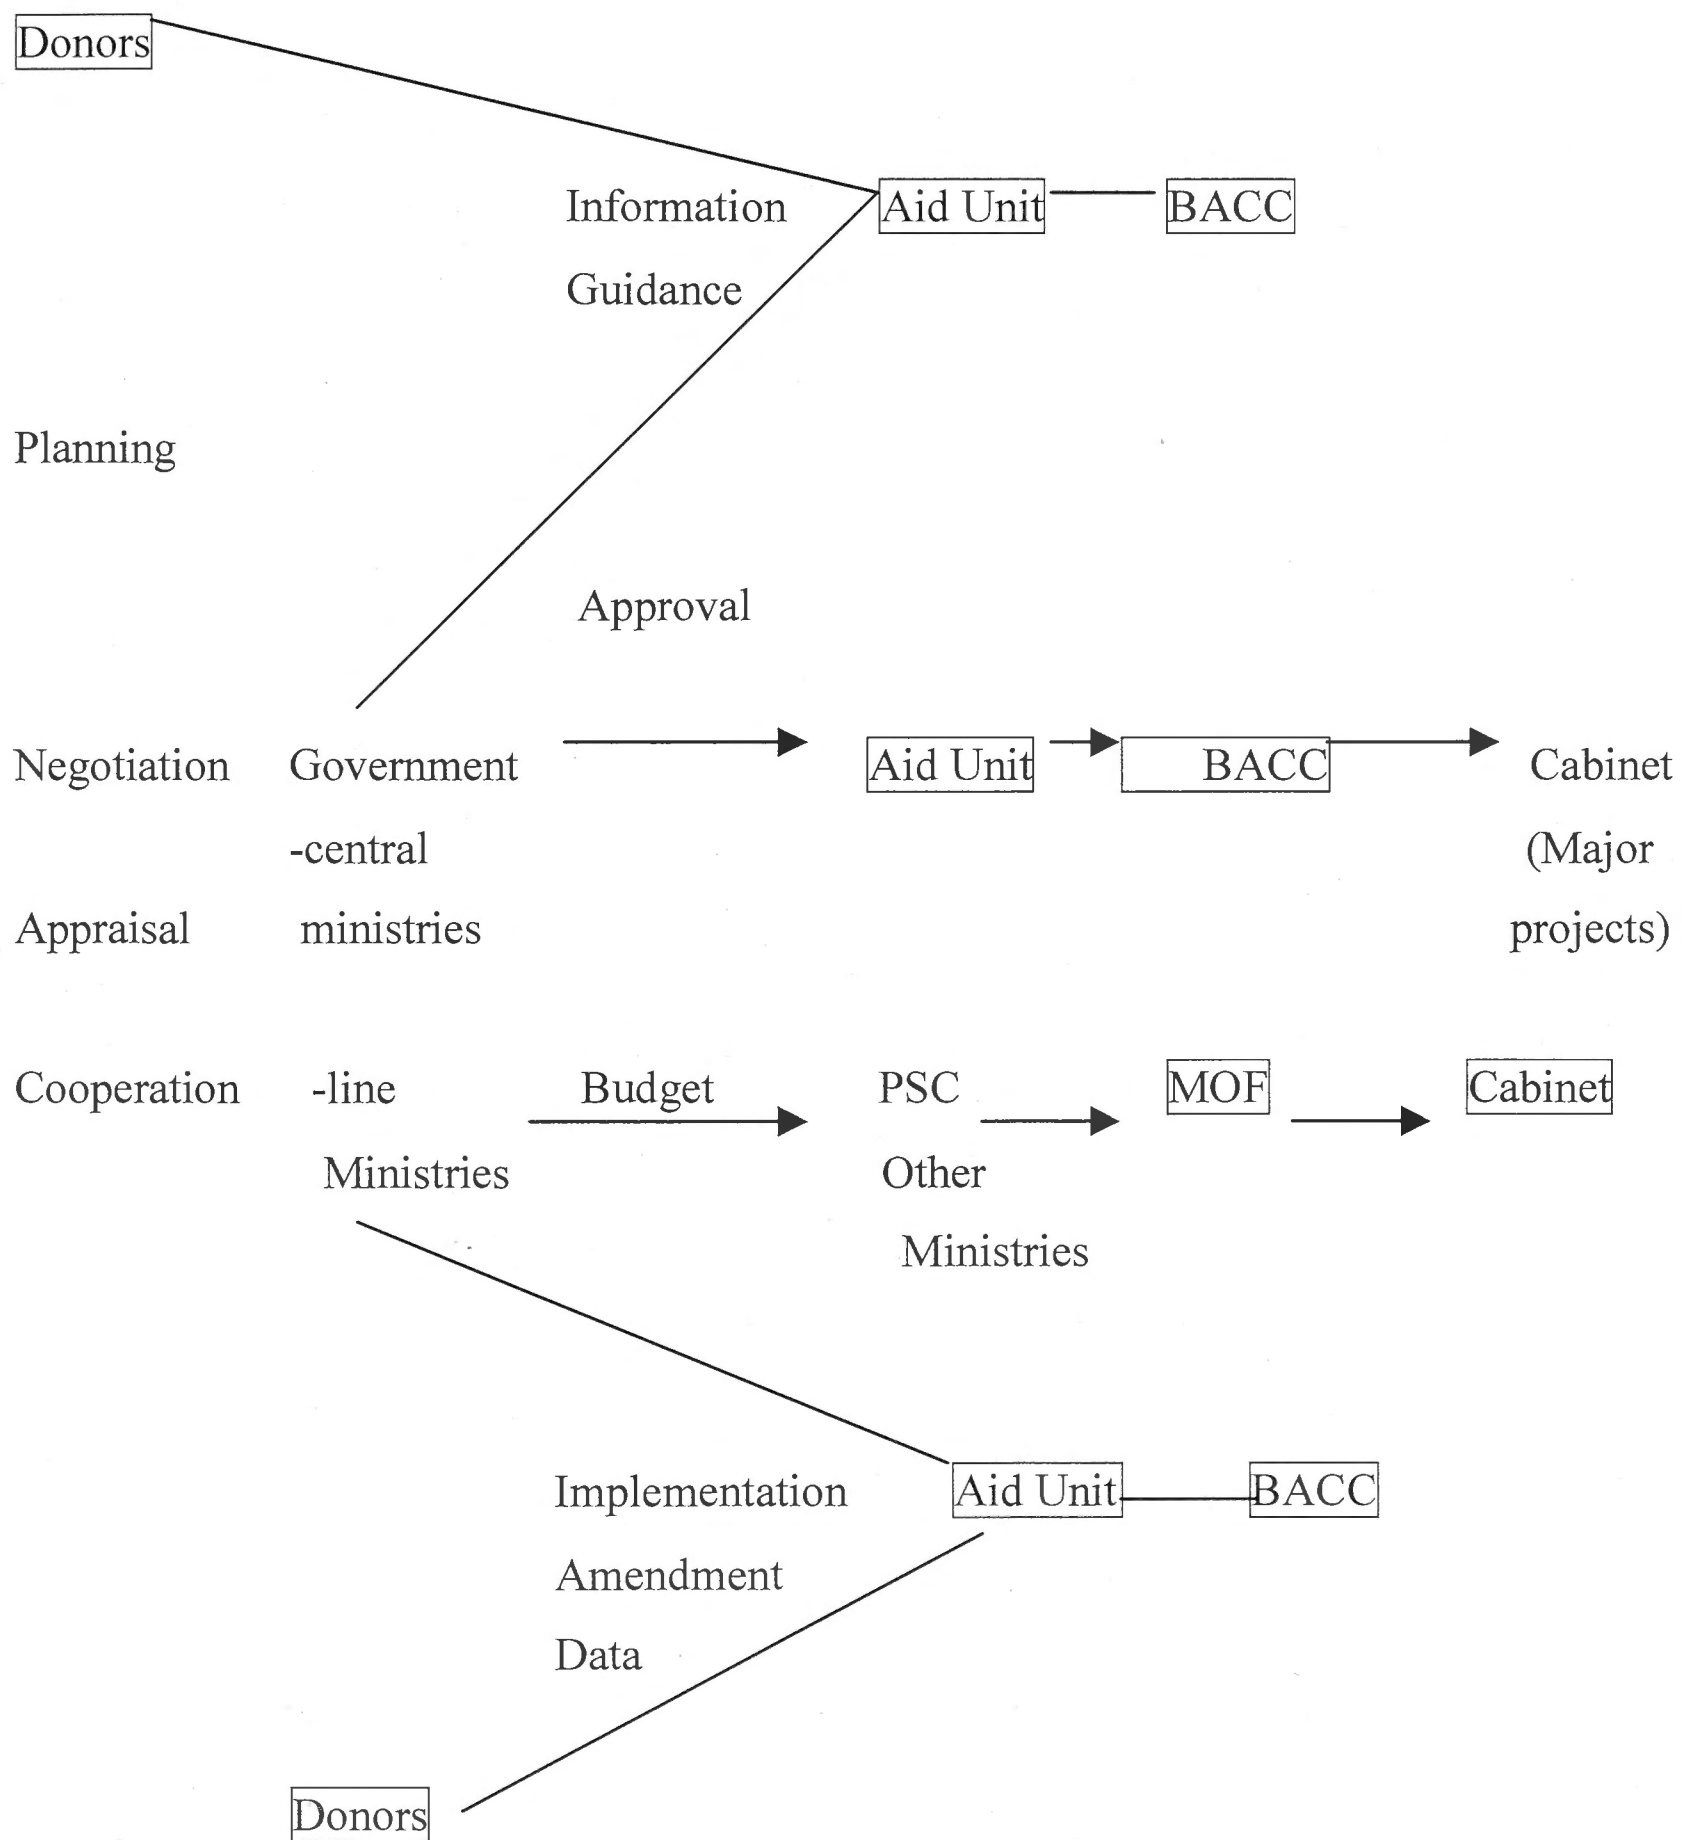 Donors
Information Aid Unit BACC
Guidance
Planning
Approval
Negotiation Government Aid Unit BACC Cabinet
-central (Major
Appraisal ministries projects)
Cooperation -line Budget PSC MOF Cabinet
Ministries Other
Ministries
Implementation Aid Unit BACC
Amendment
Data
Donors